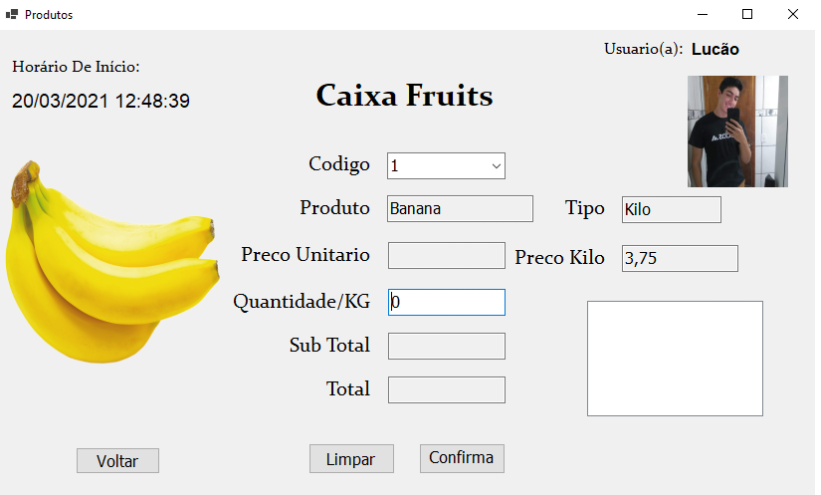 Produtos
Usuario(a): Lucão
Horário De Início:
20/03/2021 12:48:39
Caixa Fruits
Codigo 1
Produto Banana Tipo Kilo
Preco Unitario Preco Kilo 3,75
Quantidade/KG 0
Sub Total
Total
Voltar Limpar Confirma